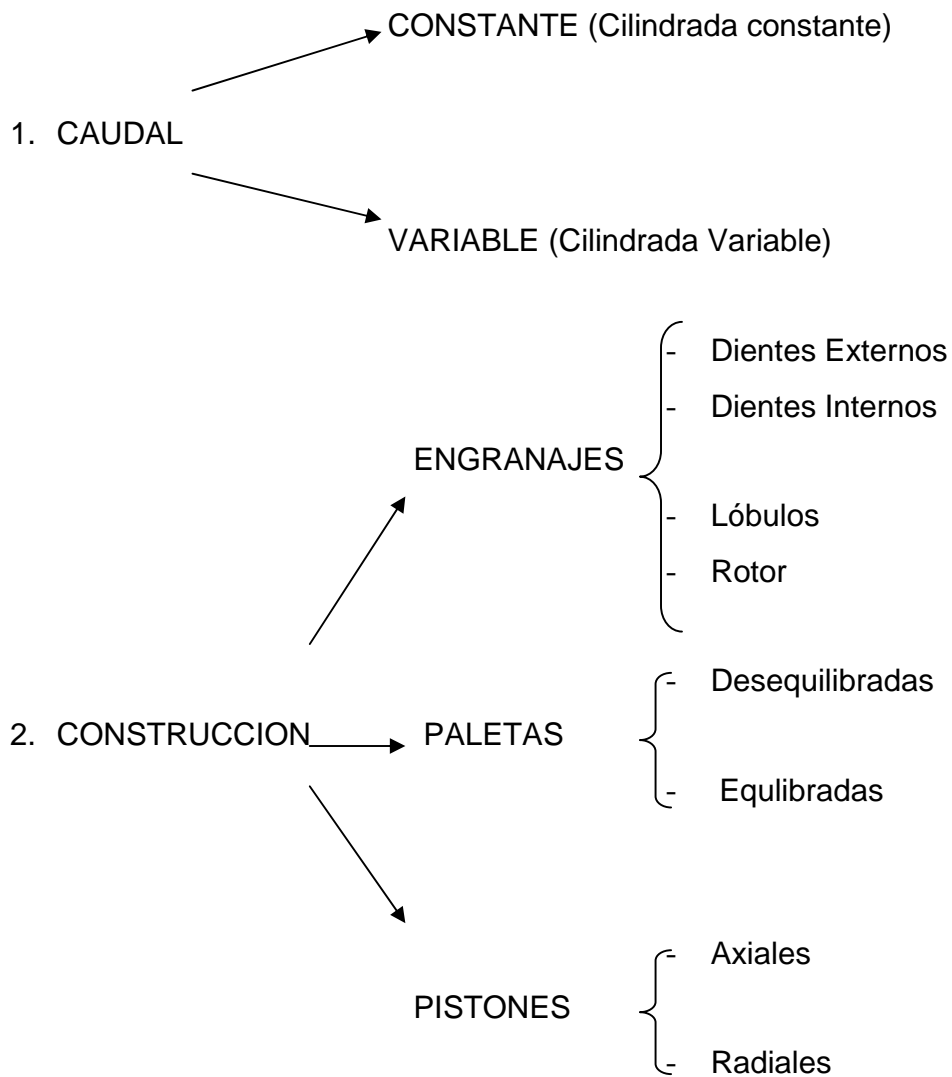 CONSTANTE (Cilindrada constante)
1. CAUDAL
VARIABLE (Cilindrada Variable)
- Dientes Externos
- Dientes Internos
ENGRANAJES
- Lóbulos
- Rotor
- Desequilibradas
2. CONSTRUCCION
PALETAS
- Equlibradas
- Axiales
PISTONES
- Radiales